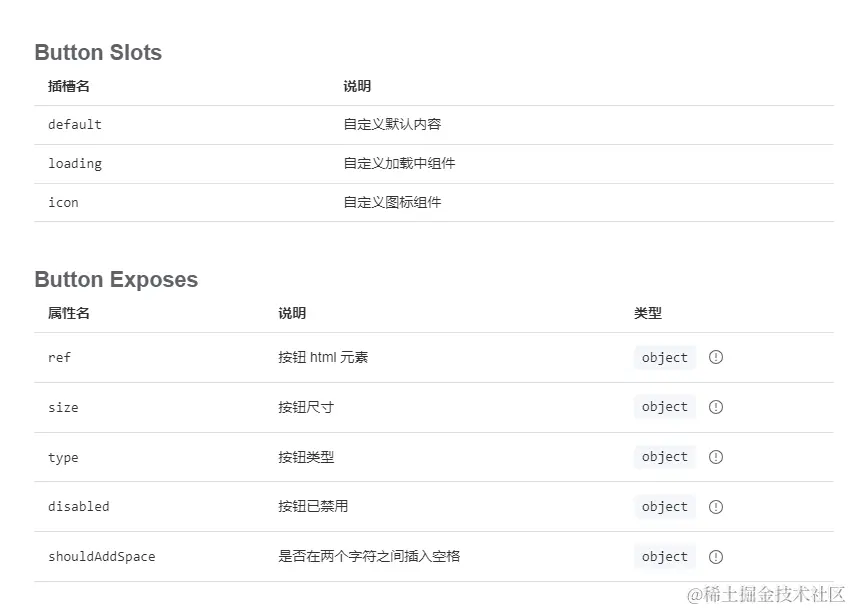 Button Slots
插槽名 说明
default 自定义默认内容
loading 自定义加载中组件
icon 自定义图标组件
Button Exposes
属性名 说明 类型
ref 按钮 html 元素 object
size 按钮尺寸 object
type 按钮类型 object
disabled 按钮已禁用 object
shouldAddSpace 是否在两个字符之间插入空格 object
@稀土掘金技术社区